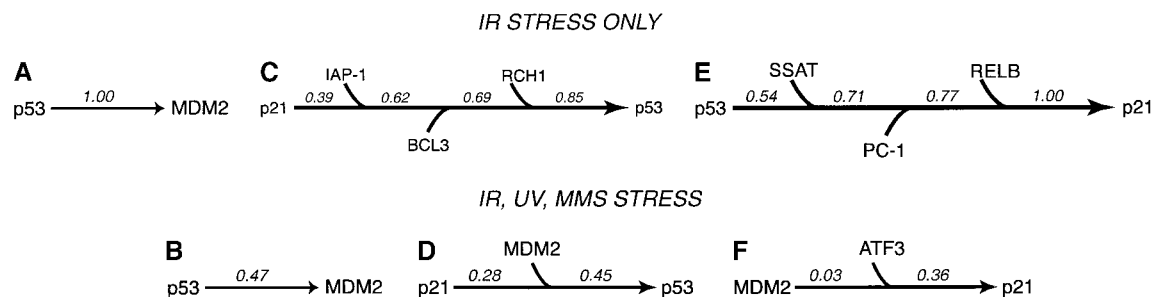 IR STRESS ONLY
A
p53 1.00 MDM2
C
IAP-1 RCH1
p21 0.39 0.62 0.69 0.85 p53
BCL3
E
SSAT RELB
p53 0.54 0.71 0.77 1.00 p21
PC-1
IR, UV, MMS STRESS
B
p53 0.47 MDM2
D
MDM2
p21 0.28 0.45 p53
F
ATF3
MDM2 0.03 0.36 p21